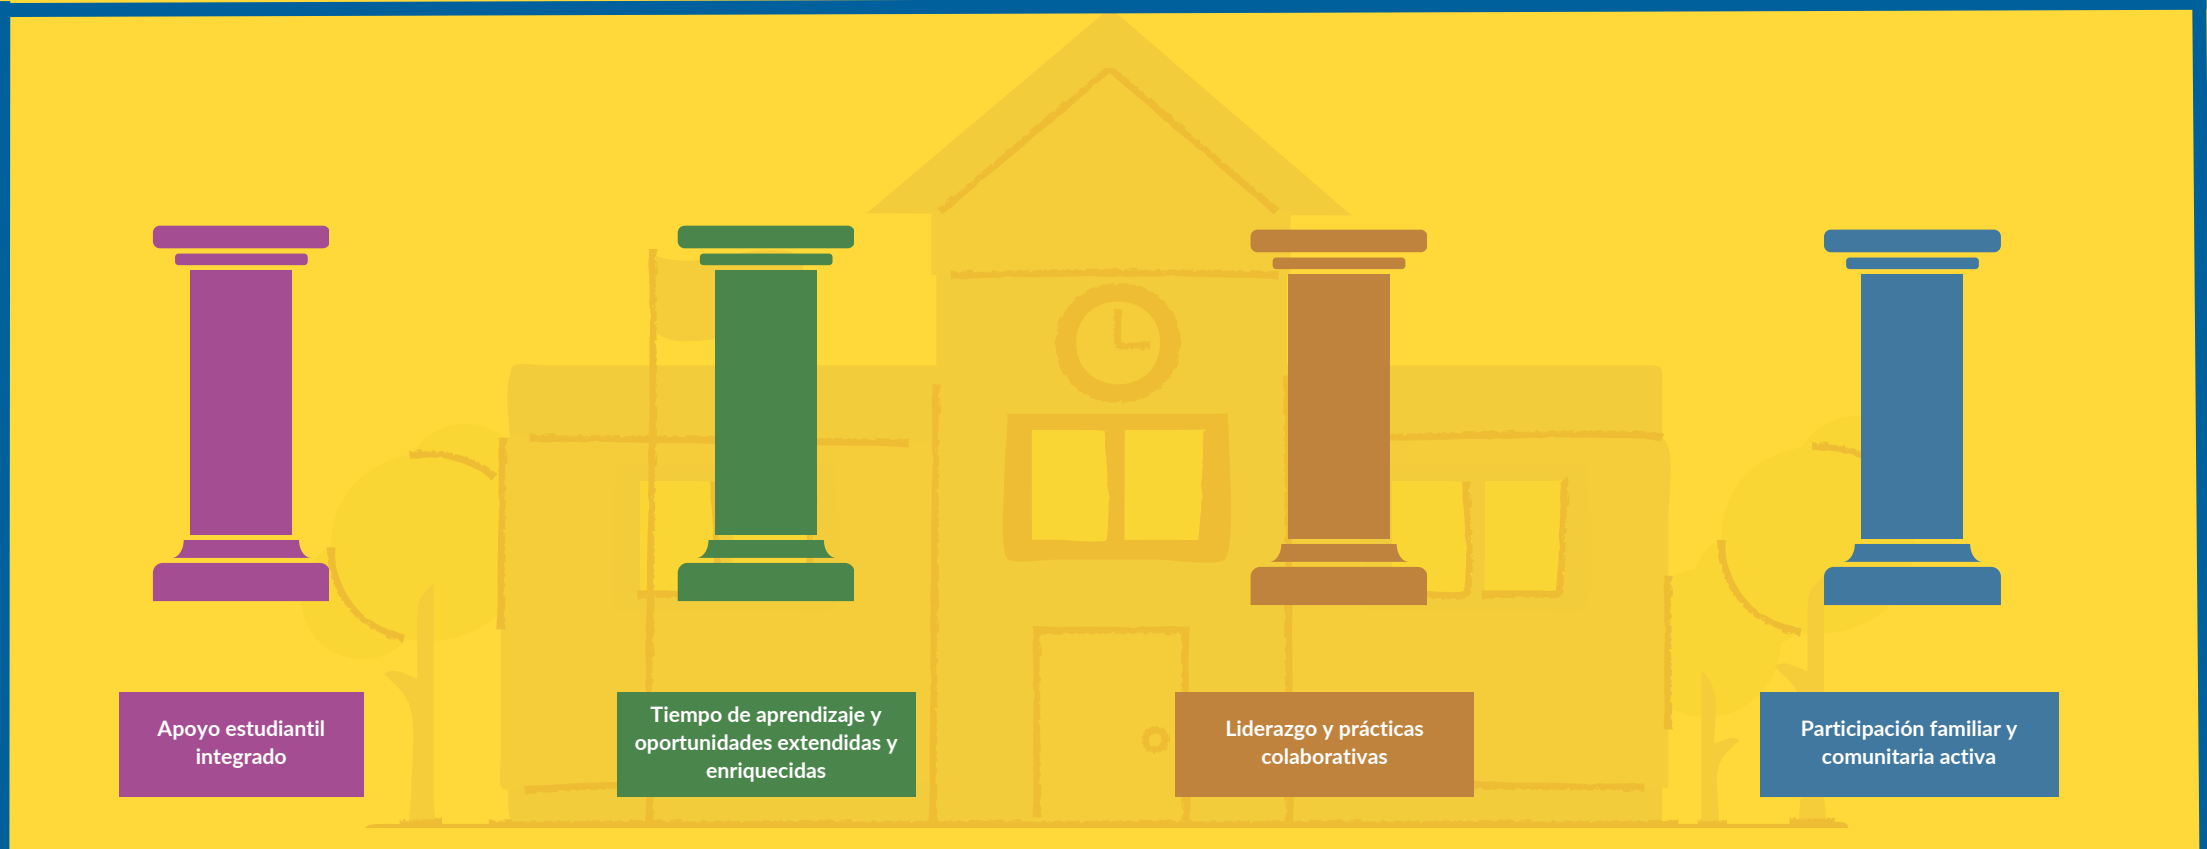 Apoyo estudiantil
integrado
Tiempo de aprendizaje y
oportunidades extendidas y
enriquecidas
Liderazgo y prácticas
colaborativas
Participación familiar y
comunitaria activa